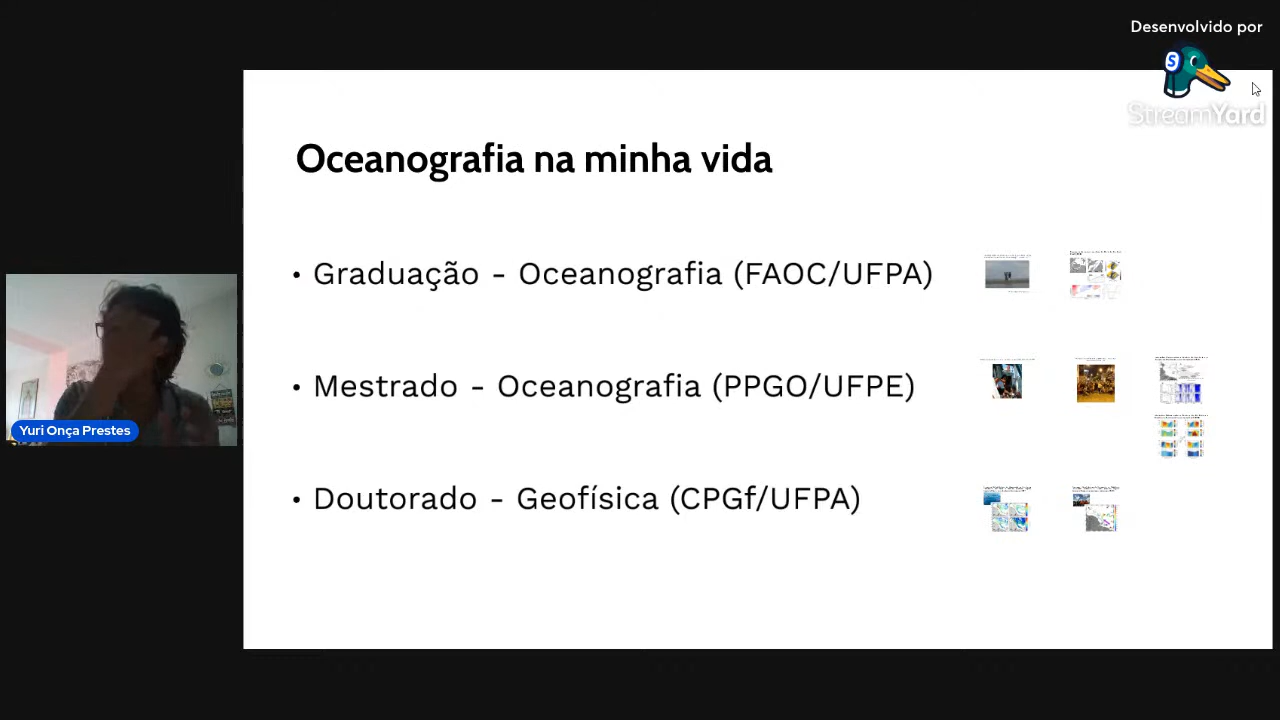 Desenvolvido por
StreamYard
Oceanografia na minha vida
• Graduação - Oceanografia (FAOC/UFPA)
• Mestrado - Oceanografia (PPGO/UFPE)
• Doutorado - Geofísica (CPGf/UFPA)
Yuri Onça Prestes